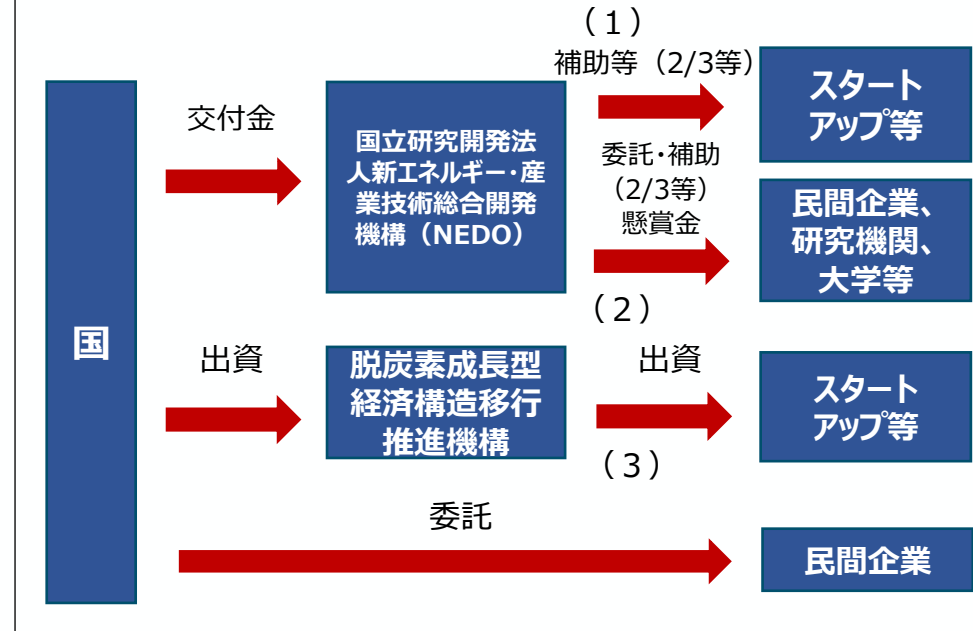 国
交付金
国立研究開発法
人新エネルギー・産
業技術総合開発
機構（NEDO）
（１）
補助等（2/3等）
スタート
アップ等
委託・補助
（2/3等）
懸賞金
（２）
民間企業、
研究機関、
大学等
出資
脱炭素成長型
経済構造移行
推進機構
出資
（３）
スタート
アップ等
委託
民間企業